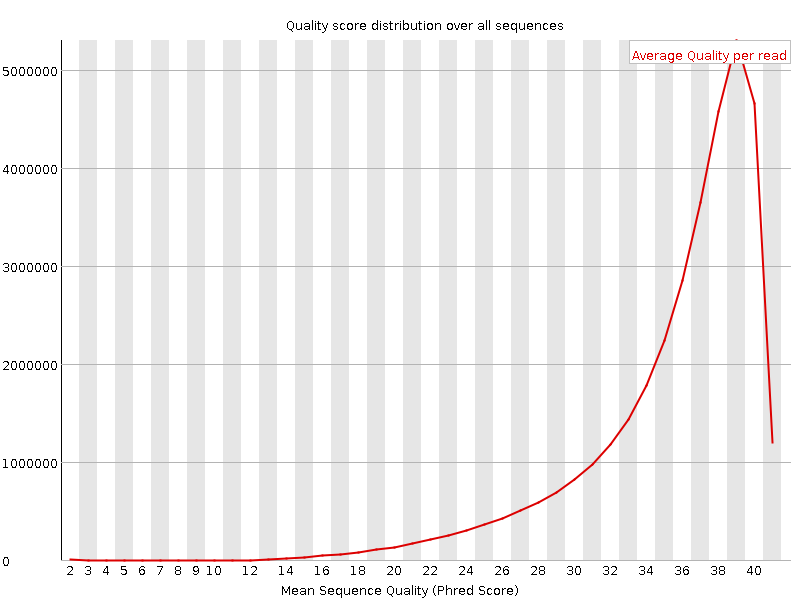 Quality score distribution over all sequences
Average Quality per read
5000000
4000000
3000000
2000000
1000000
0
2 3 4 5 6 7 8 9 10 12 14 16 18 20 22 24 26 28 30 32 34 36 38 40
Mean Sequence Quality (Phred Score)